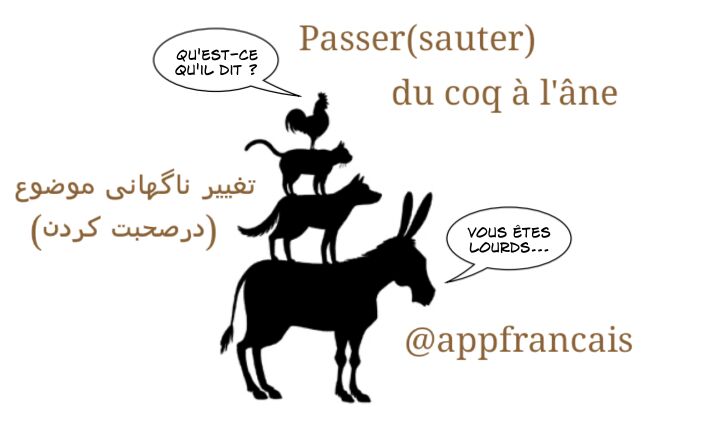 Passer(sauter)
du coq à l'âne
QU'EST-CE
QU'IL DIT ?
تغییر ناگهانی موضوع
(درصحبت کردن)
VOUS ÊTES
LOURDS...
@appfrancais